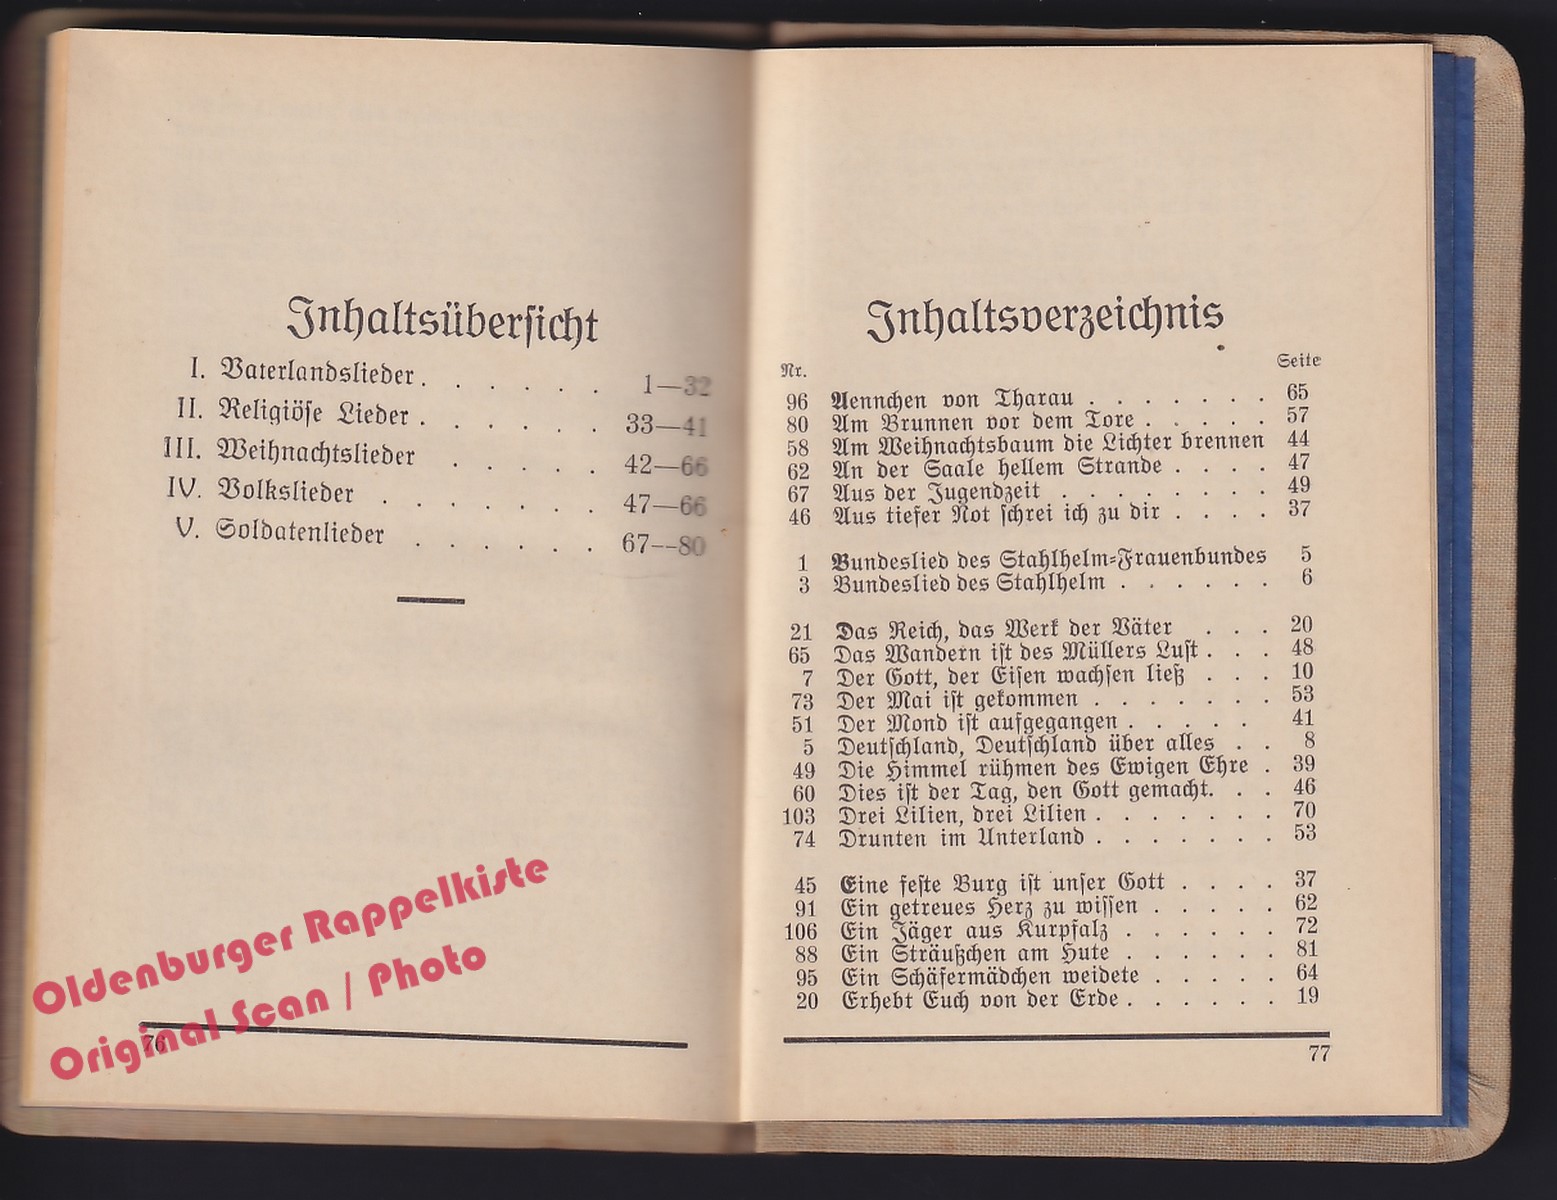 Inhaltsübersicht
I. Vaterlandslieder . . . . . . 1—32
II. Religiöse Lieder . . . . . . 33—41
III. Weihnachtslieder . . . . . 42—66
IV. Volkslieder . . . . . . . 47—66
V. Soldatenlieder . . . . . . 67--80
Oldenburger Rappelkiste
Original Scan / Photo
76
Inhaltsverzeichnis
Nr. Seite
96 Aennchen von Tharau . . . . . . . 65
80 Am Brunnen vor dem Tore . . . . . 57
58 Am Weihnachtsbaum die Lichter brennen 44
62 An der Saale hellem Strande . . . . 47
67 Aus der Jugendzeit . . . . . . . . 49
46 Aus tiefer Not schrei ich zu dir . . . . 37
1 Bundeslied des Stahlhelm-Frauenbundes 5
3 Bundeslied des Stahlhelm . . . . . . 6
21 Das Reich, das Werk der Väter . . . 20
65 Das Wandern ist des Müllers Lust . . . 48
7 Der Gott, der Eisen wachsen ließ . . . 10
73 Der Mai ist gekommen . . . . . . . 53
51 Der Mond ist aufgegangen . . . . . 41
5 Deutschland, Deutschland über alles . . 8
49 Die Himmel rühmen des Ewigen Ehre . 39
60 Dies ist der Tag, den Gott gemacht. . . 46
103 Drei Lilien, drei Lilien . . . . . . . 70
74 Drunten im Unterland . . . . . . . 53
45 Eine feste Burg ist unser Gott . . . . 37
91 Ein getreues Herz zu wissen . . . . . 62
106 Ein Jäger aus Kurpfalz . . . . . . 72
88 Ein Sträußchen am Hute . . . . . . 81
95 Ein Schäfermädchen weidete . . . . . 64
20 Erhebt Euch von der Erde . . . . . . 19
77